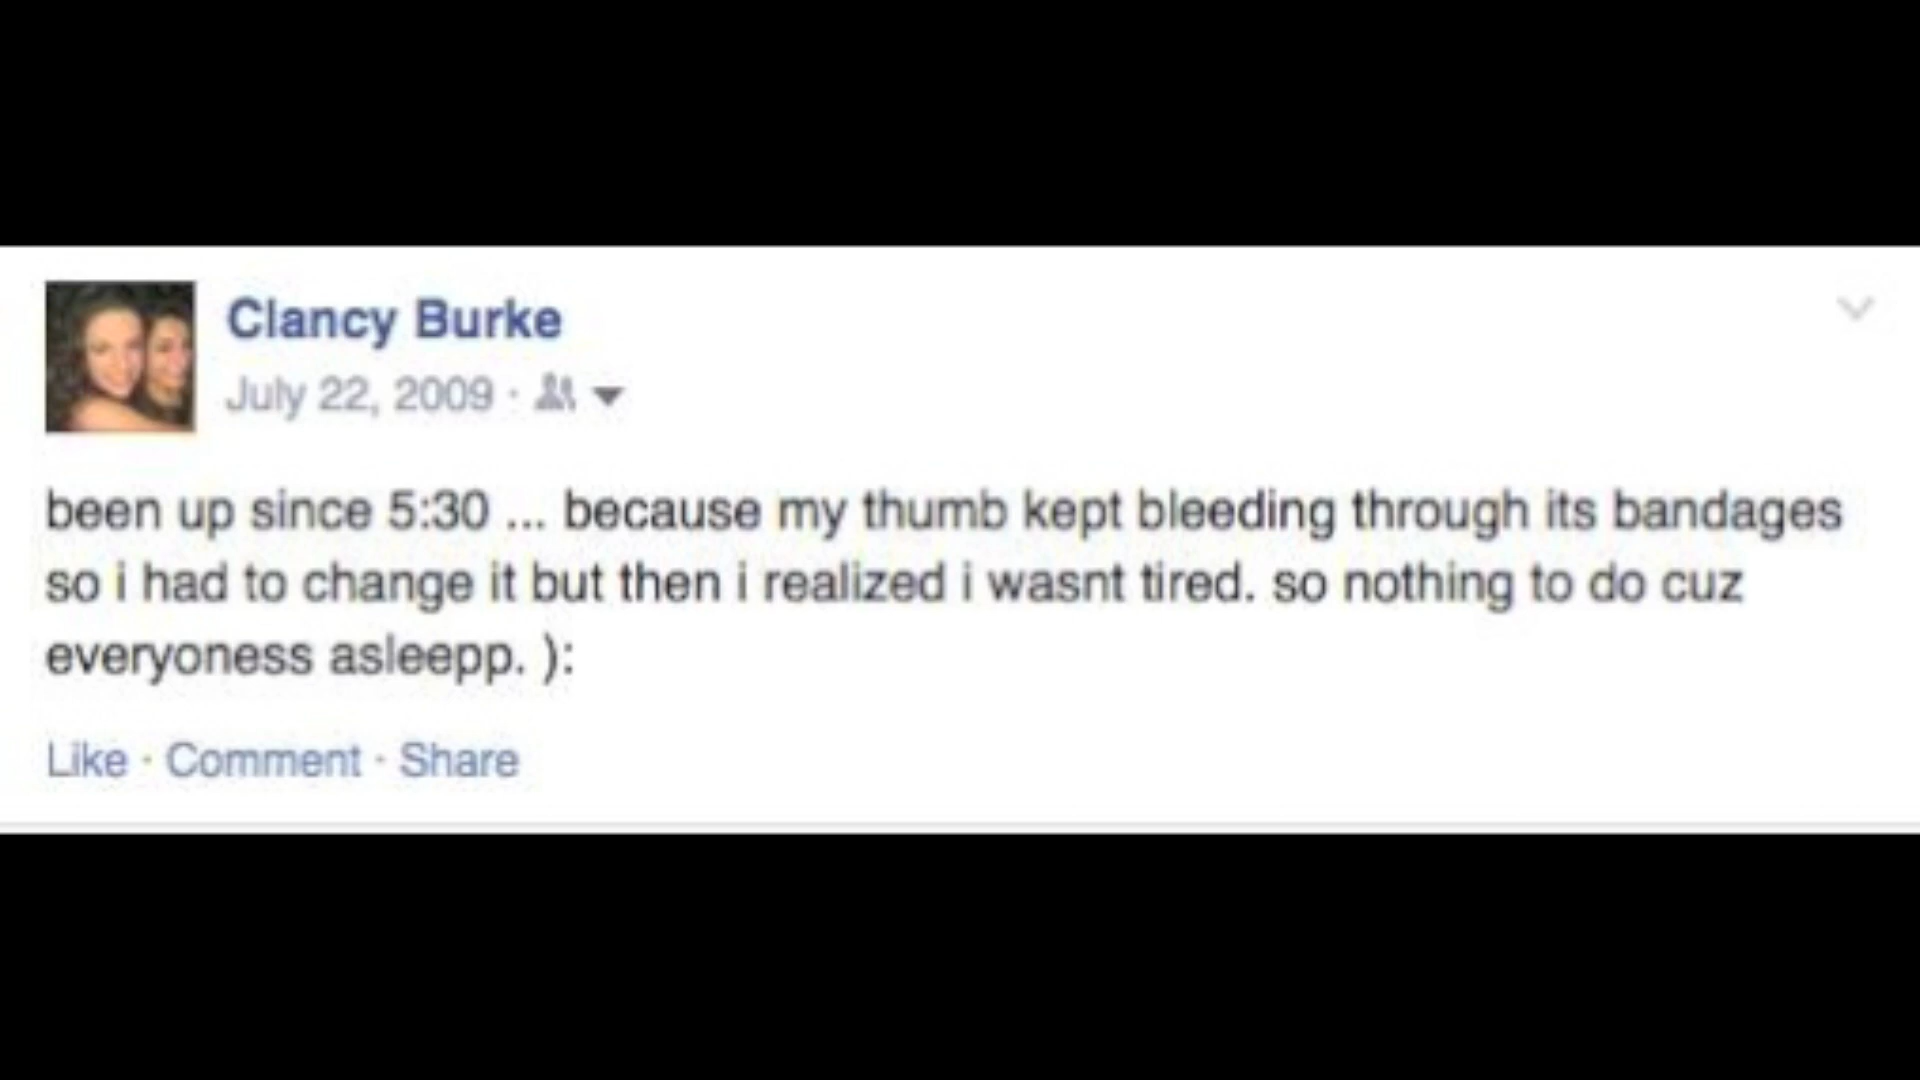 Clancy Burke
July 22, 2009 ·
been up since 5:30 ... because my thumb kept bleeding through its bandages
so i had to change it but then i realized i wasnt tired. so nothing to do cuz
everyoness asleepp. ):
Like · Comment · Share